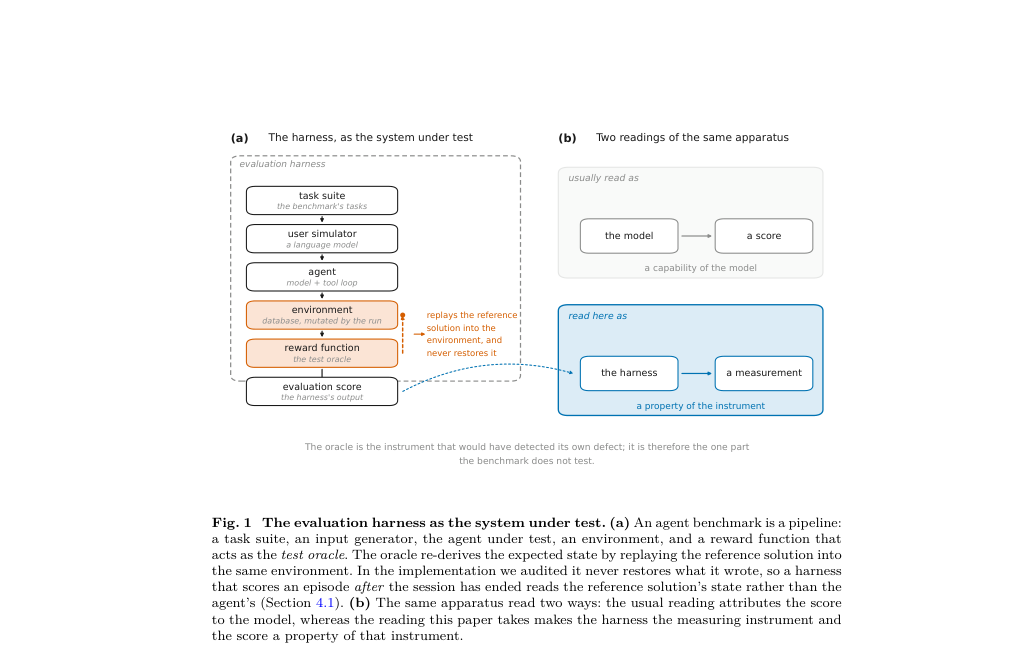 (a) The harness, as the system under test
evaluation harness
task suite
the benchmark's tasks
user simulator
a language model
agent
model + tool loop
environment
database, mutated by the run
reward function
the test oracle
evaluation score
the harness's output
replays the reference
solution into the
environment, and
never restores it
(b) Two readings of the same apparatus
usually read as
the model
a score
a capability of the model
read here as
the harness
a measurement
a property of the instrument
The oracle is the instrument that would have detected its own defect; it is therefore the one part
the benchmark does not test.
Fig. 1 The evaluation harness as the system under test. (a) An agent benchmark is a pipeline:
a task suite, an input generator, the agent under test, an environment, and a reward function that
acts as the test oracle. The oracle re-derives the expected state by replaying the reference solution into
the same environment. In the implementation we audited it never restores what it wrote, so a harness
that scores an episode after the session has ended reads the reference solution's state rather than the
agent's (Section 4.1). (b) The same apparatus read two ways: the usual reading attributes the score
to the model, whereas the reading this paper takes makes the harness the measuring instrument and
the score a property of that instrument.